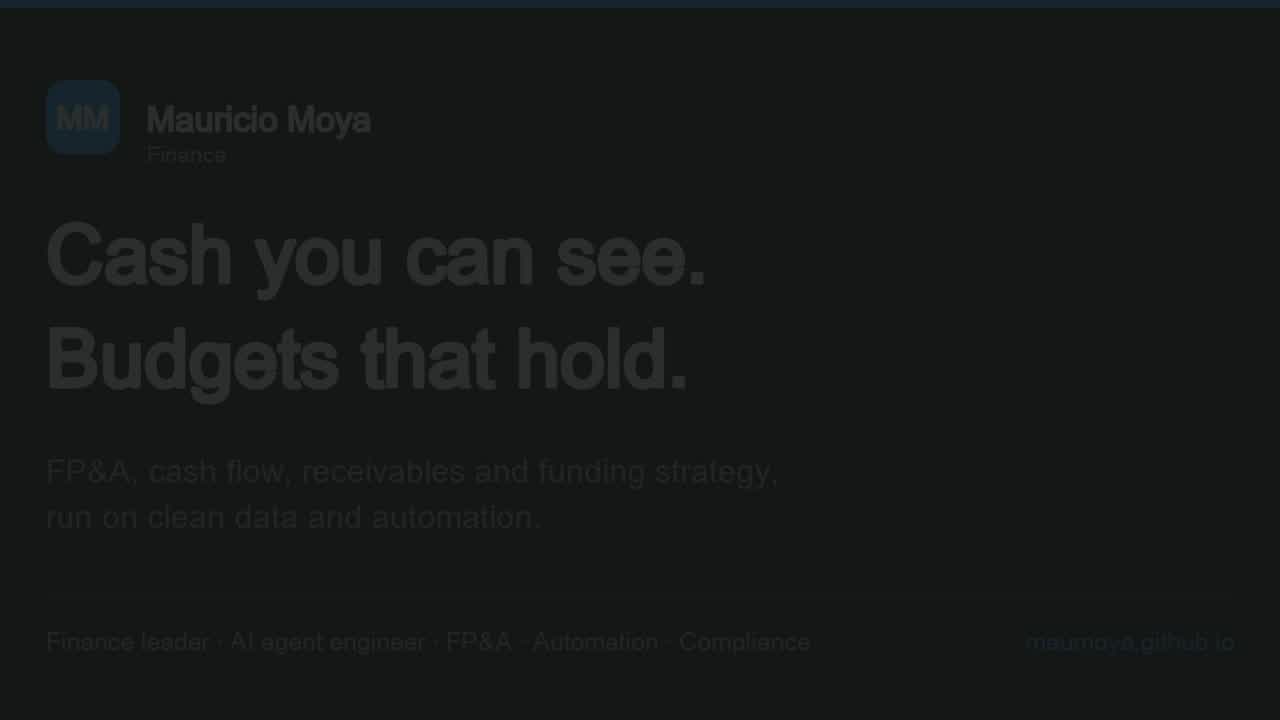 MM
Mauricio Moya
Finance
Cash you can see.
Budgets that hold.
FP&A, cash flow, receivables and funding strategy,
run on clean data and automation.
Finance leader · AI agent engineer · FP&A · Automation · Compliance
maumoya.github.io